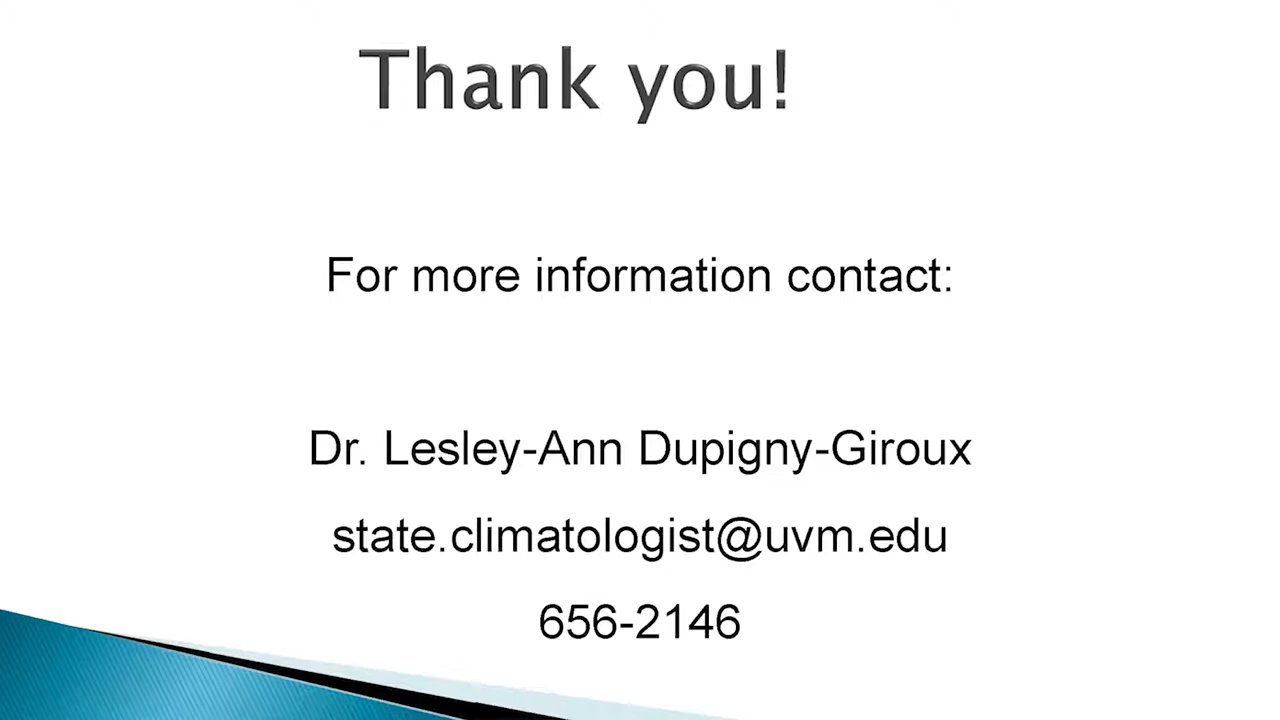 Thank you!
For more information contact:
Dr. Lesley-Ann Dupigny-Giroux
state.climatologist@uvm.edu
656-2146